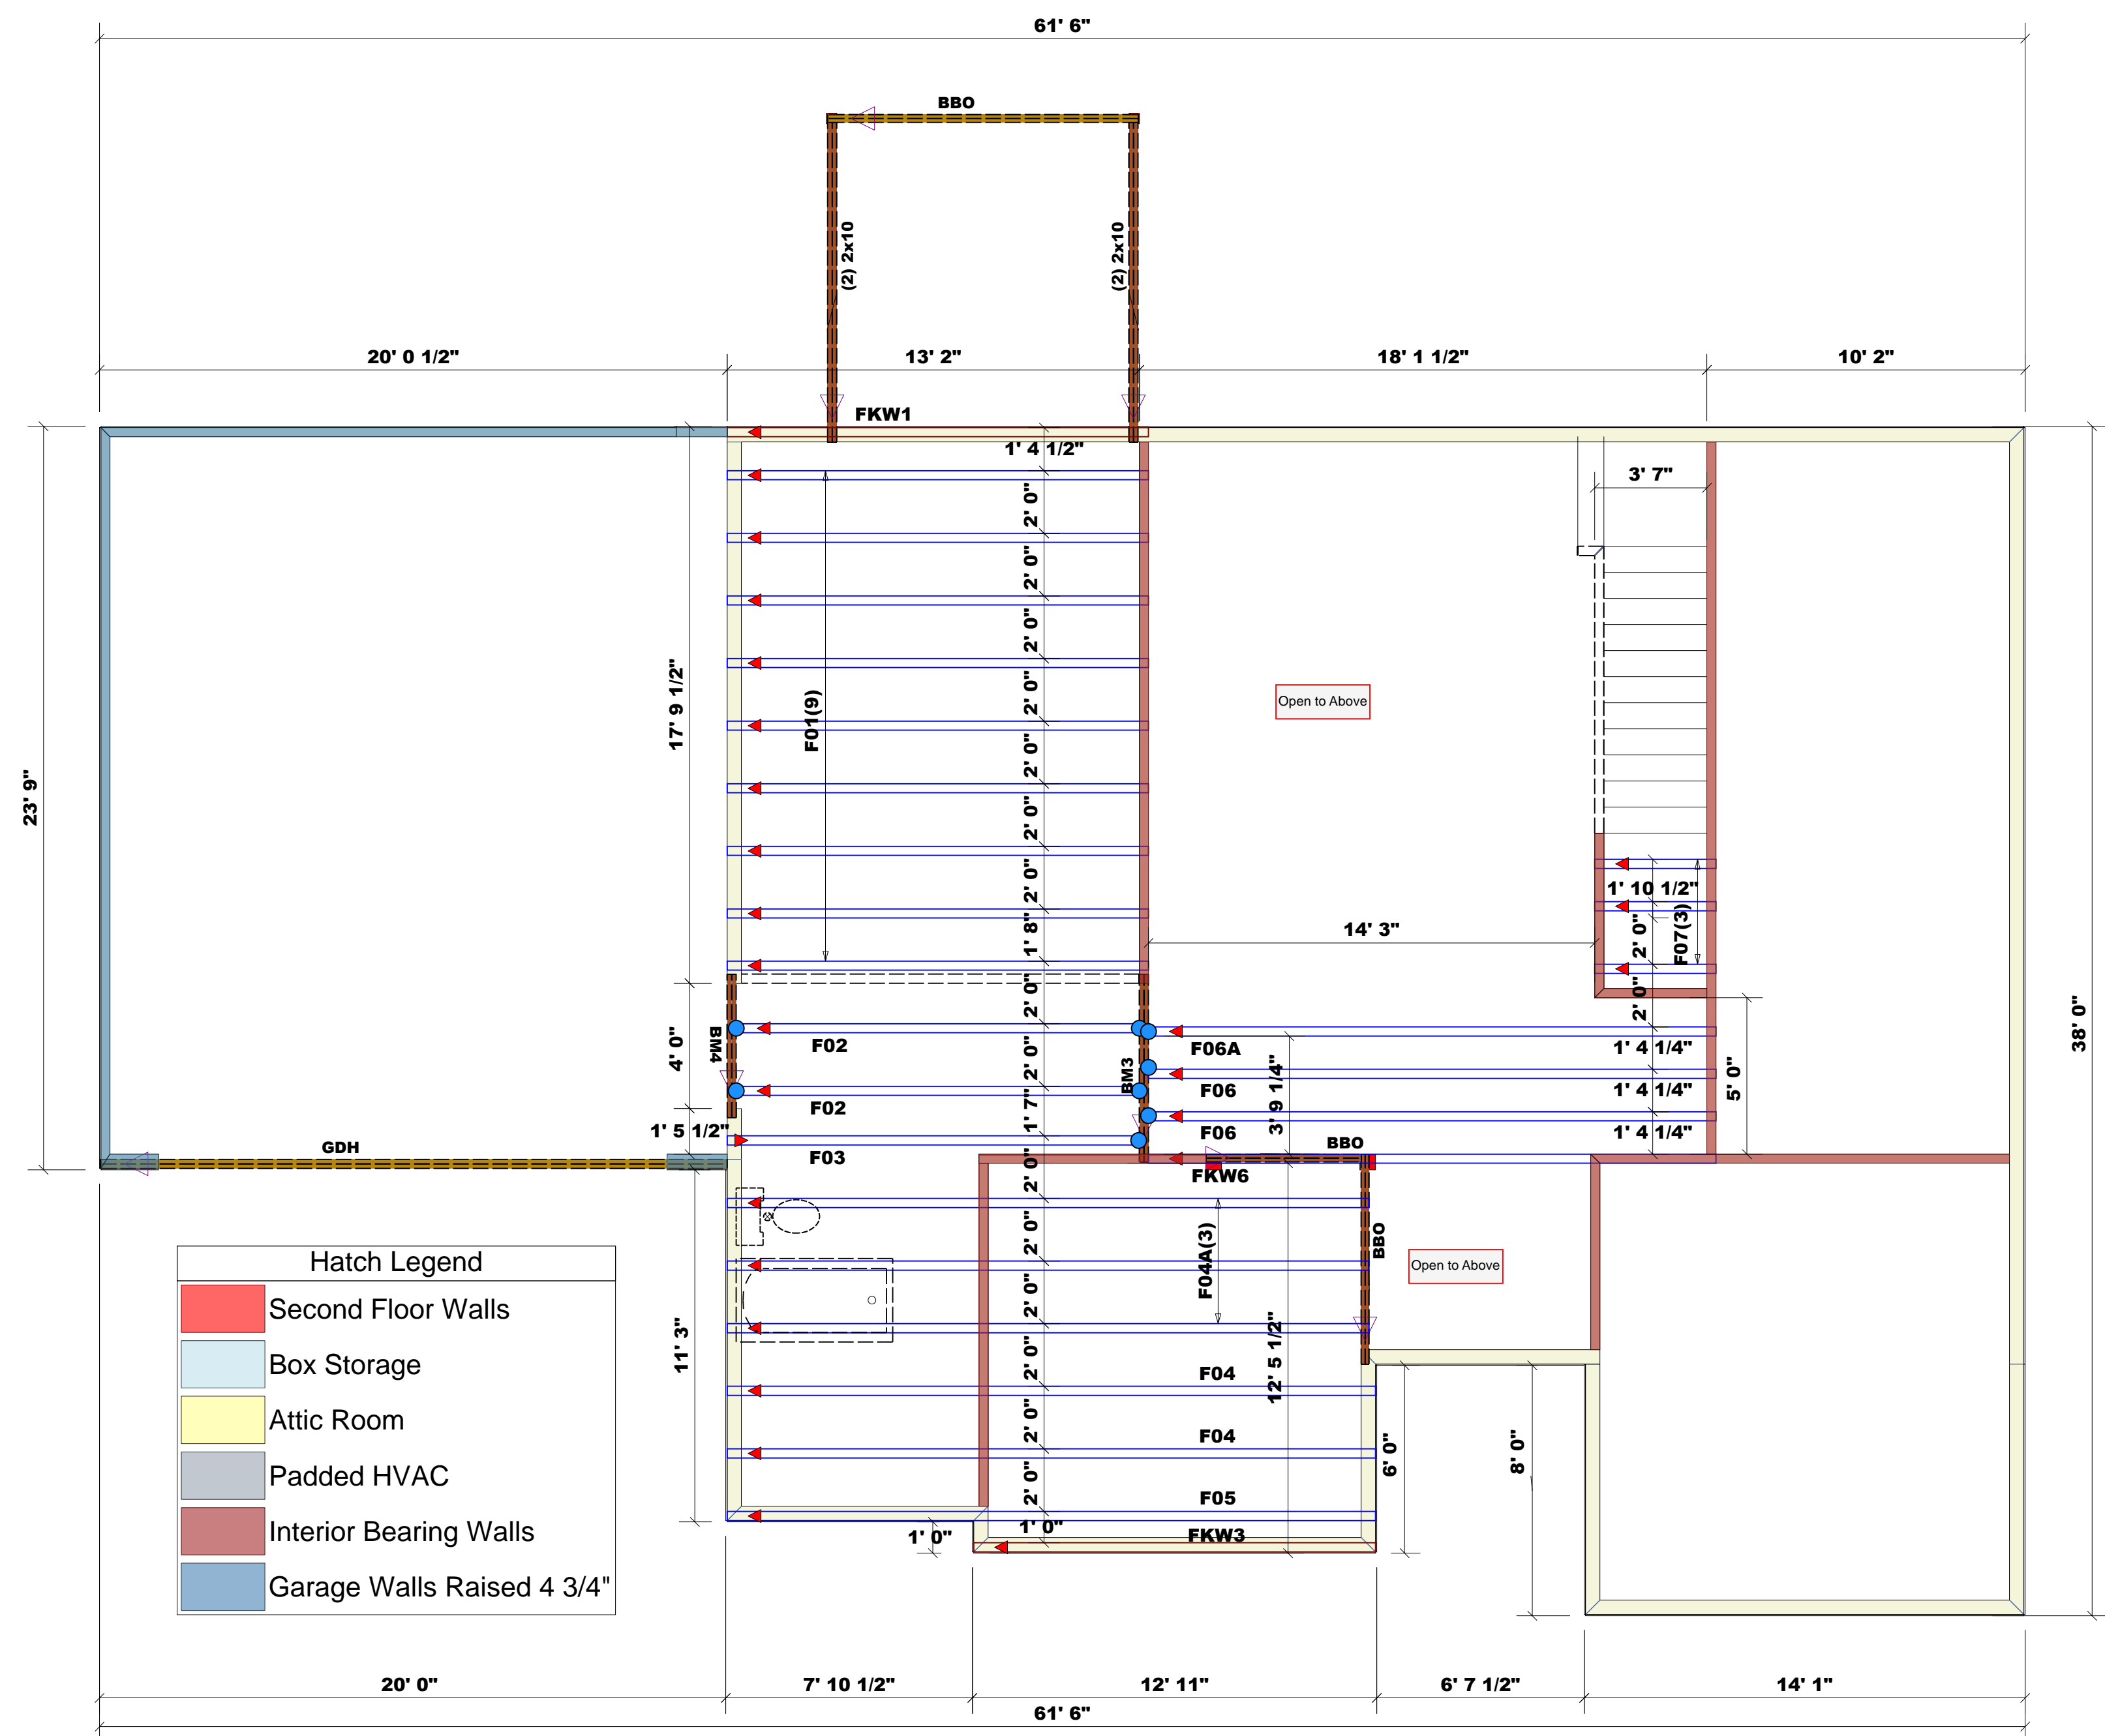 61' 6"
BBO
(2) 2x10
(2) 2x10
20' 0 1/2"
13' 2"
18' 1 1/2"
10' 2"
FKW1
1' 4 1/2"
3' 7"
2' 0"
2' 0"
2' 0"
2' 0"
2' 0"
2' 0"
2' 0"
1' 8"
17' 9 1/2"
F01(9)
Open to Above
23' 9"
1' 10 1/2"
F07(3)
2' 0"
14' 3"
2' 0"
2' 0"
38' 0"
4' 0"
BM4
F02
2' 0"
BM3
F06A
3' 9 1/4"
1' 4 1/4"
F06
1' 4 1/4"
5' 0"
F02
1' 7"
F06
1' 4 1/4"
1' 5 1/2"
GDH
F03
BBO
FKW6
2' 0"
2' 0"
F04A(3)
BBO
Open to Above
2' 0"
11' 3"
12' 5 1/2"
2' 0"
F04
2' 0"
F04
6' 0"
8' 0"
2' 0"
F05
1' 0"
1' 0"
FKW3
Hatch Legend
Second Floor Walls
Box Storage
Attic Room
Padded HVAC
Interior Bearing Walls
Garage Walls Raised 4 3/4"
20' 0"
7' 10 1/2"
12' 11"
6' 7 1/2"
14' 1"
61' 6"